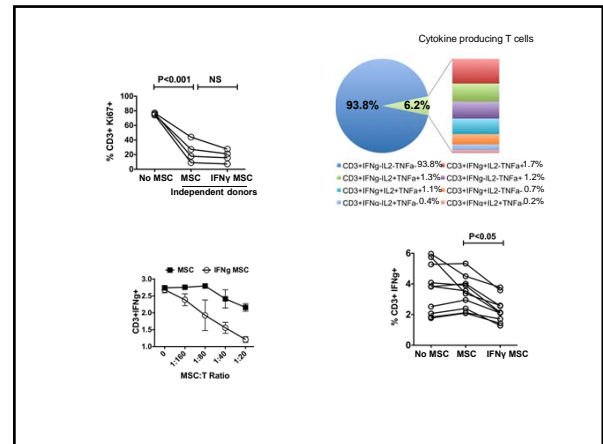 Cytokine producing T cells
P<0.001 NS
% CD3+ Ki67+
100
80
60
40
20
0
No MSC MSC IFNγ MSC
Independent donors
93.8% 6.2%
CD3+IFNg-IL2-TNFa-93.8% CD3+IFNg+IL2-TNFa+1.7%
CD3+IFNg-IL2+TNFa+1.3% CD3+IFNg-IL2-TNFa+1.2%
CD3+IFNg+IL2+TNFa+1.1% CD3+IFNg+IL2-TNFa-0.7%
CD3+IFNg-IL2+TNFa-0.4% CD3+IFNg+IL2+TNFa-0.2%
MSC IFNg MSC
CD3+IFNg+
3.0
2.5
2.0
1.5
1.0
0 1:160 1:80 1:40 1:20
MSC:T Ratio
P<0.05
% CD3+ IFNg+
6
4
2
0
No MSC MSC IFNγ MSC